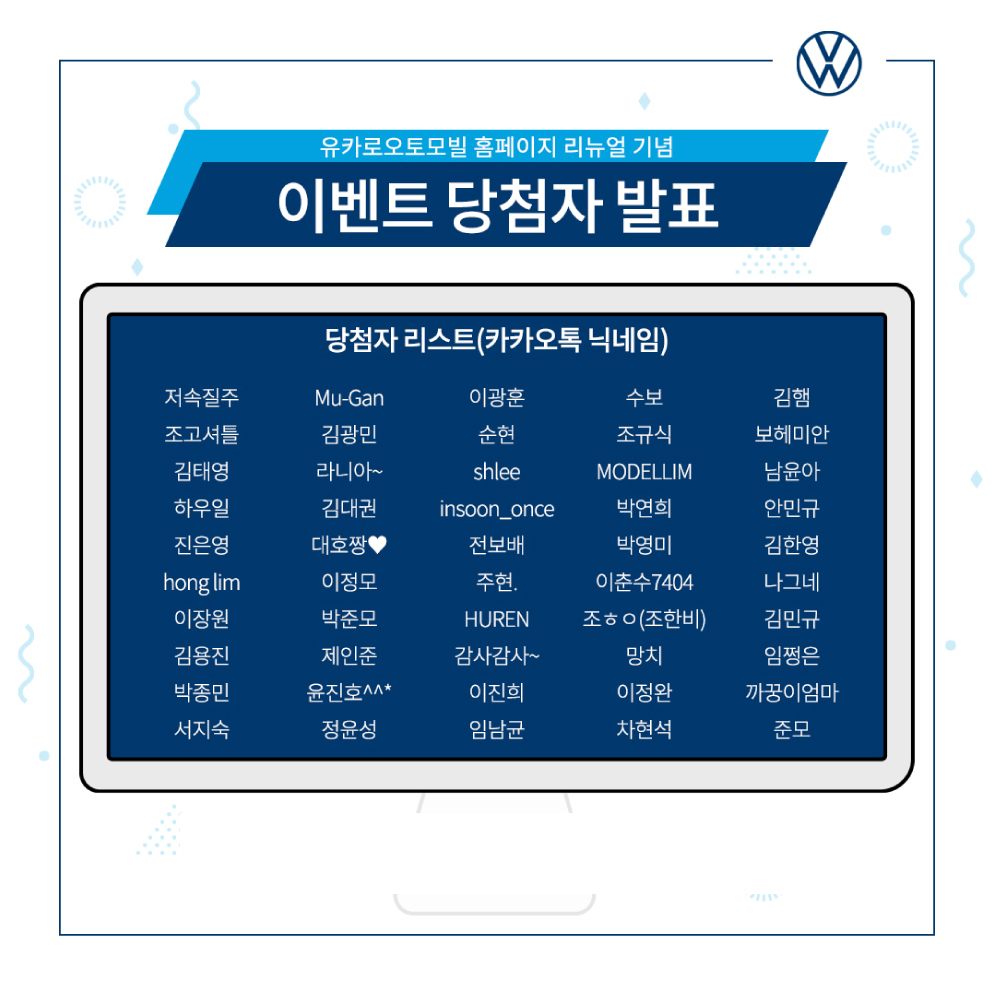 유카로오토모빌 홈페이지 리뉴얼 기념
이벤트 당첨자 발표
당첨자 리스트(카카오톡 닉네임)
저속질주 Mu-Gan 이광훈 수보 김햄
조고셔틀 김광민 순현 조규식 보헤미안
김태영 라니아~ shlee MODELLIM 남윤아
하우일 김대권 insoon_once 박연희 안민규
진은영 대호짱♥ 전보배 박영미 김한영
hong lim 이정모 주현. 이춘수7404 나그네
이장원 박준모 HUREN 조ㅎㅇ(조한비) 김민규
김용진 제인준 감사감사~ 망치 임쩡은
박종민 윤진호^^* 이진희 이정완 까꿍이엄마
서지숙 정윤성 임남균 차현석 준모